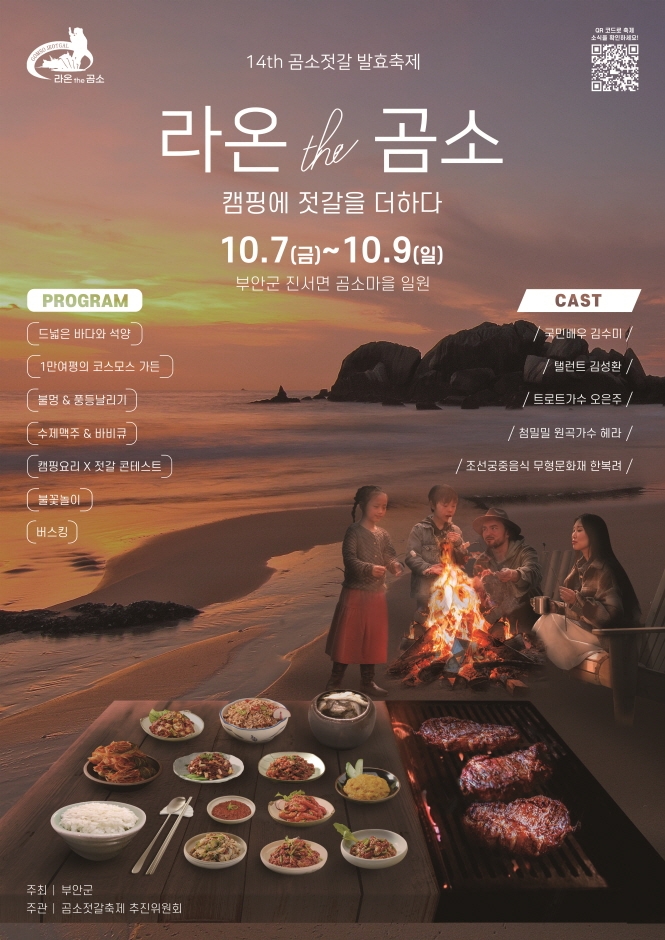 GOMSO JEOTGAL
라온 the 곰소
QR 코드로 축제
소식을 확인하세요!
14th 곰소젓갈 발효축제
라온 the 곰소
캠핑에 젓갈을 더하다
10.7(금)~10.9(일)
부안군 진서면 곰소마을 일원
PROGRAM
드넓은 바다와 석양
1만여평의 코스모스 가든
불멍 & 풍등날리기
수제맥주 & 바비큐
캠핑요리 X 젓갈 콘테스트
불꽃놀이
버스킹
CAST
/ 국민배우 김수미 /
/ 탤런트 김성환 /
/ 트로트가수 오은주 /
/ 첨밀밀 원곡가수 헤라 /
/ 조선궁중음식 무형문화재 한복려 /
주최 | 부안군
주관 | 곰소젓갈축제 추진위원회